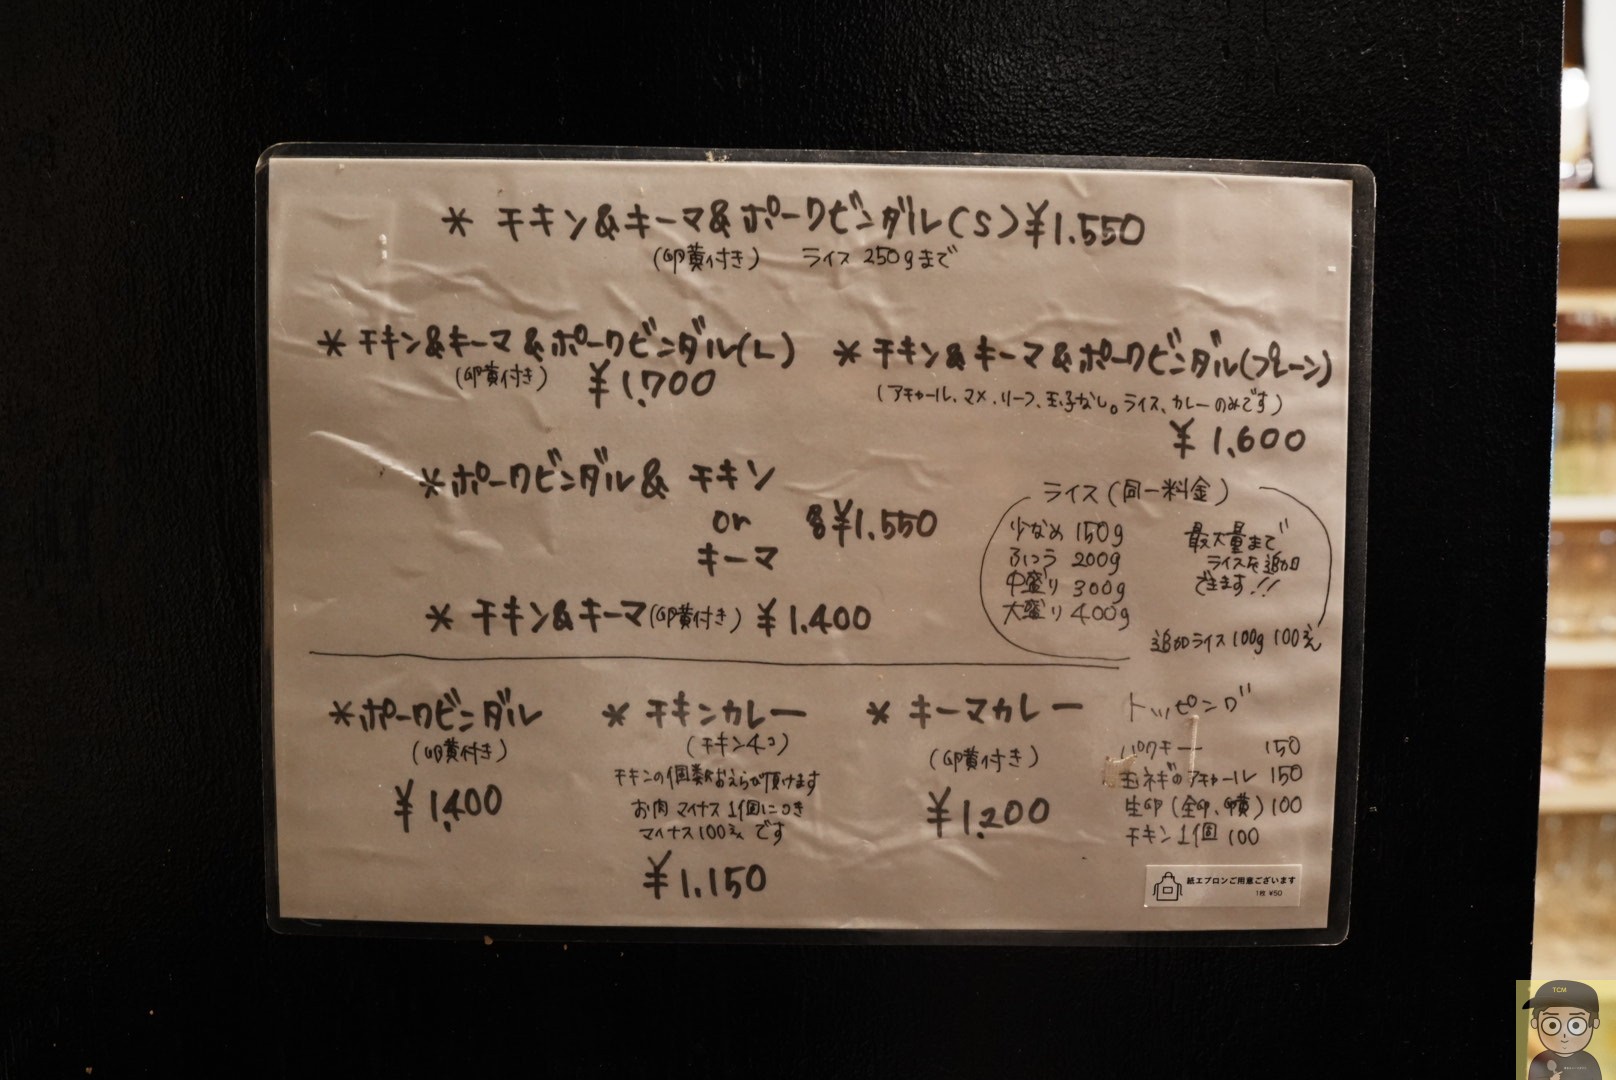 * チキン&キーマ&ポークビンダル(S)¥1.550
(卵黄付き) ライス 250gまで
* チキン&キーマ&ポークビンダル(L)
(卵黄付き) ¥1.700
* チキン&キーマ&ポークビンダル(プレーン)
(アチャール、マメ、リーフ、玉子なし。ライス、カレーのみです)
¥1.600
*ポークビンダル& チキン
or 各¥1.550
キーマ
* チキン&キーマ(卵黄付き) ¥1.400
ライス(同一料金)
少なめ 150g
ふつう 200g
中盛り 300g
大盛り 400g
最大量まで
ライスを追加
できます!!
追加ライス 100g 100えん
*ポークビンダル
(卵黄付き)
¥1.400
* チキンカレー
(チキン4コ)
チキンの個数おえらび頂けます
お肉 マイナス 1個につき
マイナス100えん です
¥1.150
* キーマカレー
(卵黄付き)
¥1.200
トッピング
パクチー 150
玉ネギのアチャール 150
生卵(全卵、卵黄)100
チキン1個 100
紙エプロンご用意ございます
1枚 ¥50
TCM